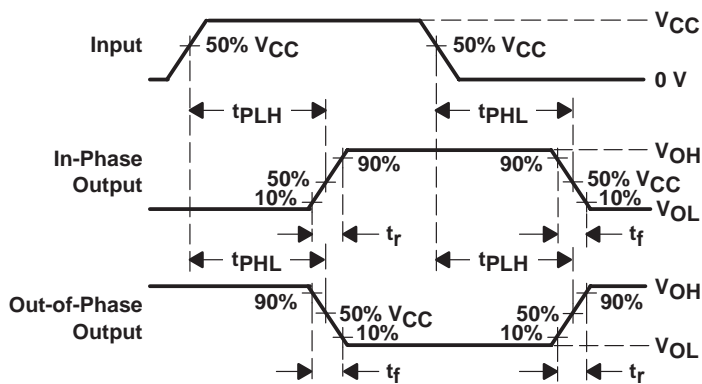 VCC
Input
50% VCC
50% VCC
0 V
tPLH
tPHL
In-Phase
Output
VOH
90%
90%
50%
50% VCC
10%
10%
VOL
tr
tf
tPHL
tPLH
Out-of-Phase
Output
VOH
90%
90%
50% VCC
50%
10%
10%
VOL
tf
tr